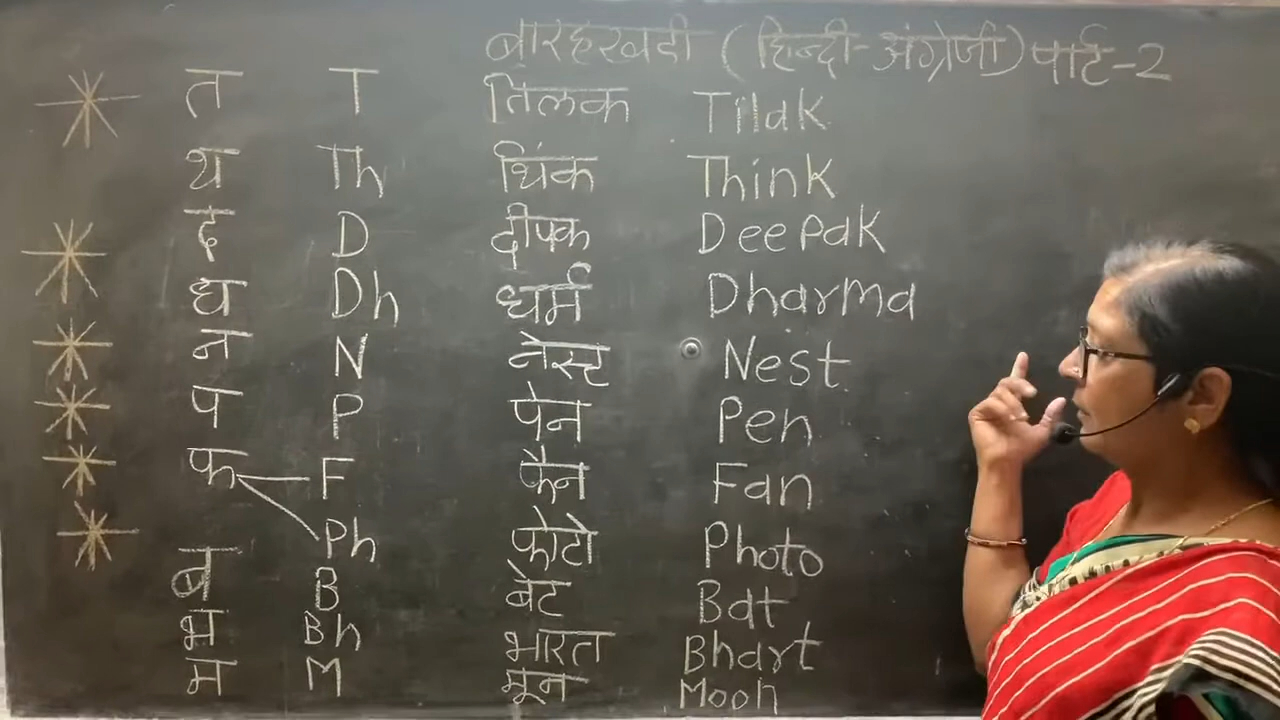 बारहखडी (हिन्दी-अंग्रेजी) पार्ट-2
त T तिलक Tilak
थ Th थिंक Think
द D दीपक Deepak
ध Dh धर्म Dharma
न N नेस्ट Nest
प P पेन Pen
फ F फैन Fan
Ph फोटो Photo
ब B बेट Bat
भ Bh भारत Bhart
म M मून Moon